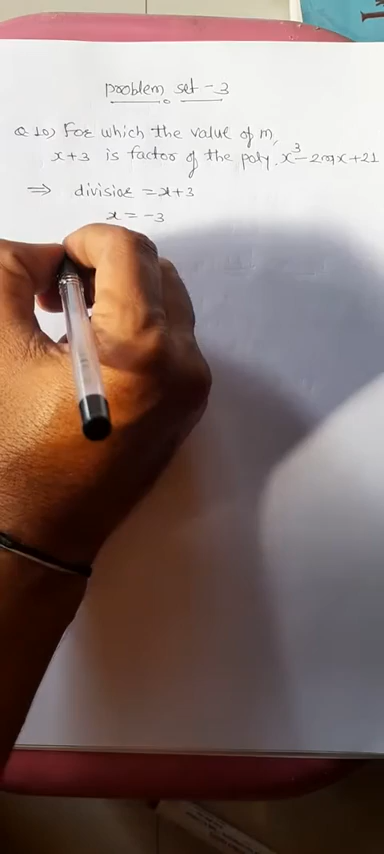 problem set - 3
Q. 10) For which the value of m,
x+3 is factor of the poly. x³-2mx+21
⇒ divisior = x+3
x = -3